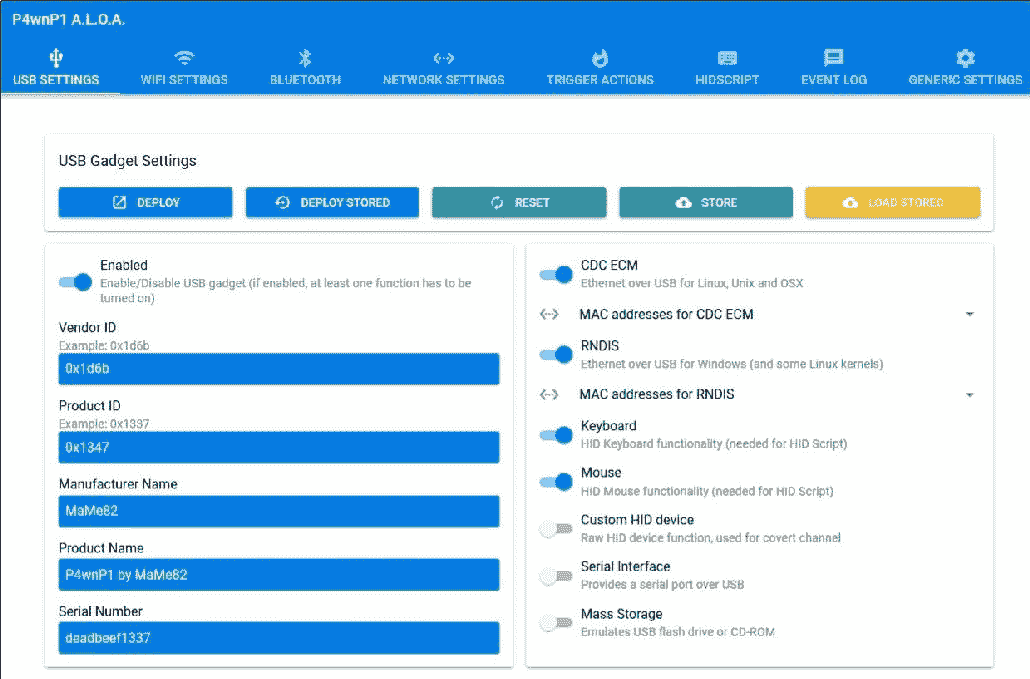 P4wnP1 A.L.O.A.
USB SETTINGS
WIFI SETTINGS
BLUETOOTH
NETWORK SETTINGS
TRIGGER ACTIONS
HIDSCRIPT
EVENT LOG
GENERIC SETTINGS
USB Gadget Settings
DEPLOY
DEPLOY STORED
RESET
STORE
LOAD STORED
Enabled
Enable/Disable USB gadget (if enabled, at least one function has to be
turned on)
Vendor ID
Example: 0x1d6b
0x1d6b
Product ID
Example: 0x1337
0x1347
Manufacturer Name
MaMe82
Product Name
P4wnP1 by MaMe82
Serial Number
deadbeef1337
CDC ECM
Ethernet over USB for Linux, Unix and OSX
MAC addresses for CDC ECM
RNDIS
Ethernet over USB for Windows (and some Linux kernels)
MAC addresses for RNDIS
Keyboard
HID Keyboard functionality (needed for HID Script)
Mouse
HID Mouse functionality (needed for HID Script)
Custom HID device
Raw HID device function, used for covert channel
Serial Interface
Provides a serial port over USB
Mass Storage
Emulates USB flash drive or CD-ROM